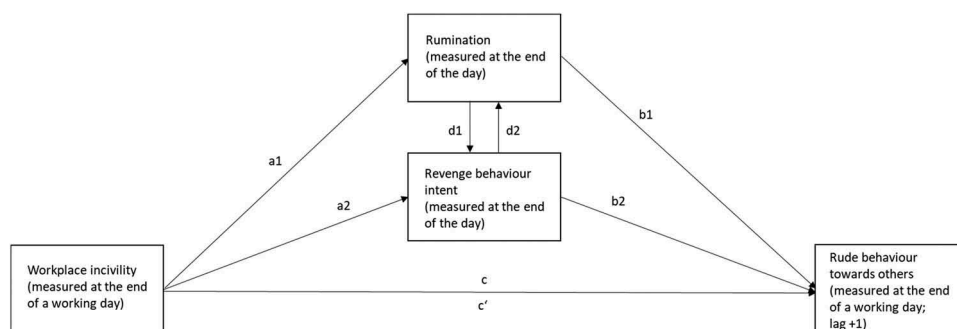 Rumination
(measured at the end
of the day)
b1
d1
d2
a1
Revenge behaviour
intent
(measured at the end
of the day)
a2
b2
Workplace incivility
(measured at the end
of a working day)
c
c‘
Rude behaviour
towards others
(measured at the end
of a working day;
lag +1)